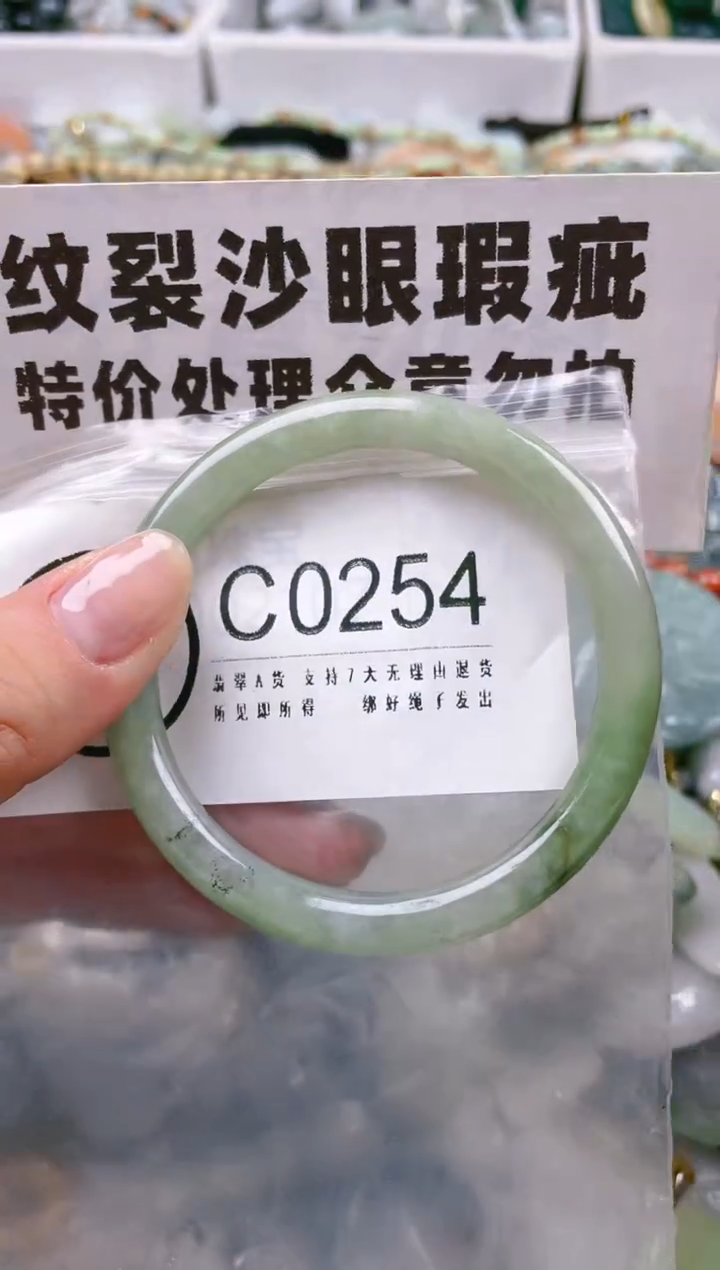 纹裂沙眼瑕疵
特价处理介意勿拍
C0254
翡翠A货 支持7大无理由退货
所见即所得 绑好绳子发出